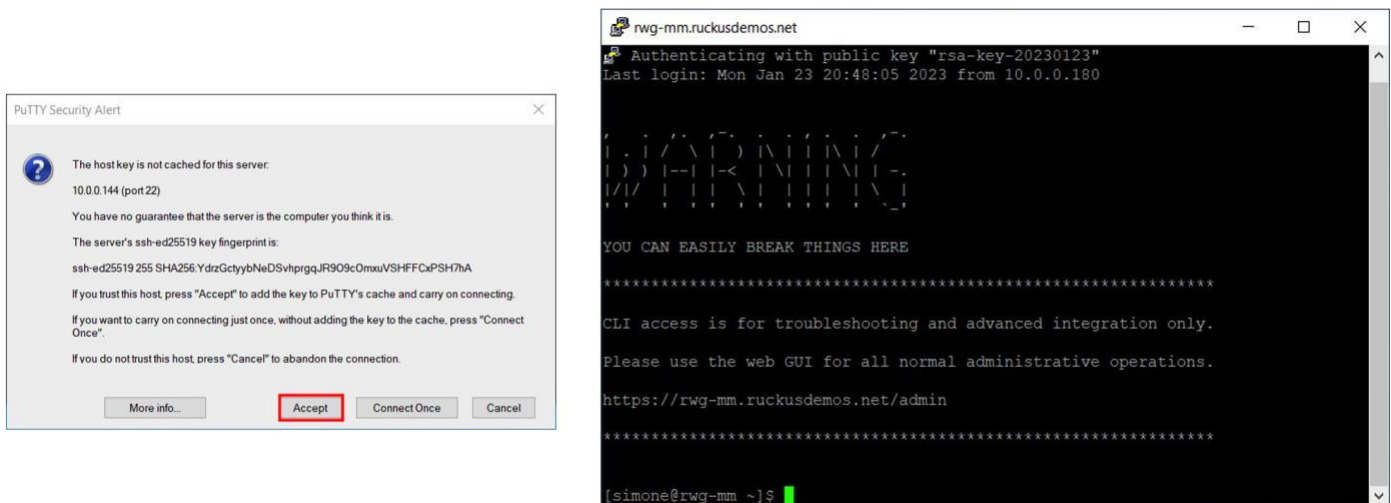 PuTTY Security Alert
The host key is not cached for this server:
10.0.0.144 (port 22)
You have no guarantee that the server is the computer you think it is.
The server's ssh-ed25519 key fingerprint is:
ssh-ed25519 255 SHA256:YdrzGctyybNeDSvhprgqJR9O9cOmxuVSHFFCxPSH7hA
If you trust this host, press "Accept" to add the key to PuTTY's cache and carry on connecting.
If you want to carry on connecting just once, without adding the key to the cache, press "Connect
Once".
If you do not trust this host, press "Cancel" to abandon the connection.
More info...
Accept
Connect Once
Cancel
rwg-mm.ruckusdemos.net
Authenticating with public key "rsa-key-20230123"
Last login: Mon Jan 23 20:48:05 2023 from 10.0.0.180
WARNING
YOU CAN EASILY BREAK THINGS HERE
****************************************************************
CLI access is for troubleshooting and advanced integration only.
Please use the web GUI for all normal administrative operations.
https://rwg-mm.ruckusdemos.net/admin
****************************************************************
[simone@rwg-mm ~]$